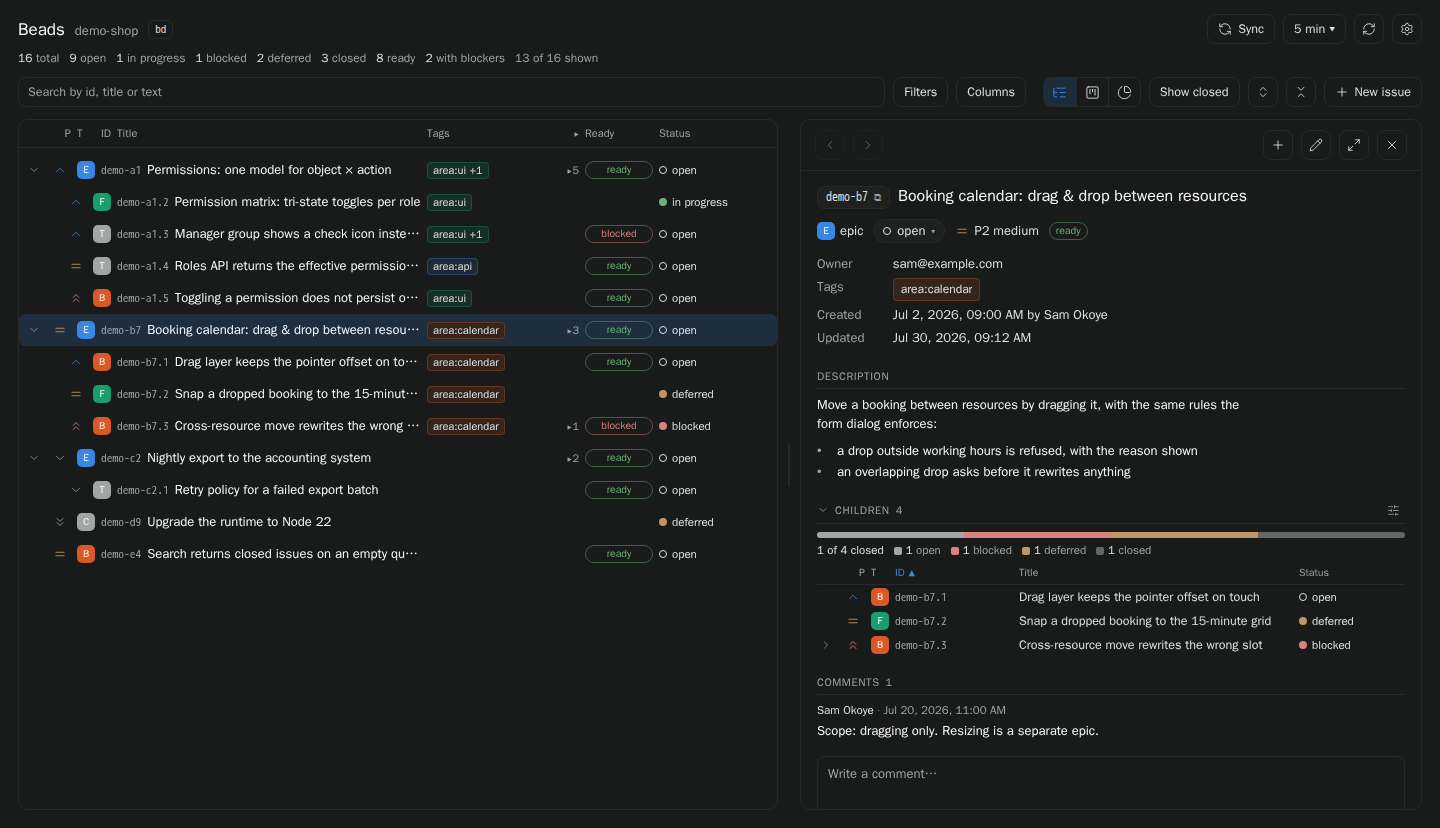 Beads demo-shop bd
Sync 5 min ▾
16 total 9 open 1 in progress 1 blocked 2 deferred 3 closed 8 ready 2 with blockers 13 of 16 shown
Search by id, title or text
Filters Columns Show closed New issue
P T ID Title Tags ▸ Ready Status
E demo-a1 Permissions: one model for object × action area:ui +1 ▸5 ready open
F demo-a1.2 Permission matrix: tri-state toggles per role area:ui in progress
T demo-a1.3 Manager group shows a check icon inste··· area:ui +1 blocked open
T demo-a1.4 Roles API returns the effective permissio··· area:api ready open
B demo-a1.5 Toggling a permission does not persist o··· area:ui ready open
E demo-b7 Booking calendar: drag & drop between resou··· area:calendar ▸3 ready open
B demo-b7.1 Drag layer keeps the pointer offset on to··· area:calendar ready open
F demo-b7.2 Snap a dropped booking to the 15-minut··· area:calendar deferred
B demo-b7.3 Cross-resource move rewrites the wrong ··· area:calendar ▸1 blocked blocked
E demo-c2 Nightly export to the accounting system ▸2 ready open
T demo-c2.1 Retry policy for a failed export batch ready open
C demo-d9 Upgrade the runtime to Node 22 deferred
B demo-e4 Search returns closed issues on an empty qu··· ready open
demo-b7 ⧉ Booking calendar: drag & drop between resources
E epic open ▾ P2 medium ready
Owner sam@example.com
Tags area:calendar
Created Jul 2, 2026, 09:00 AM by Sam Okoye
Updated Jul 30, 2026, 09:12 AM
DESCRIPTION
Move a booking between resources by dragging it, with the same rules the
form dialog enforces:
• a drop outside working hours is refused, with the reason shown
• an overlapping drop asks before it rewrites anything
CHILDREN 4
1 of 4 closed 1 open 1 blocked 1 deferred 1 closed
P T ID ▲ Title Status
B demo-b7.1 Drag layer keeps the pointer offset on touch open
F demo-b7.2 Snap a dropped booking to the 15-minute grid deferred
B demo-b7.3 Cross-resource move rewrites the wrong slot blocked
COMMENTS 1
Sam Okoye · Jul 20, 2026, 11:00 AM
Scope: dragging only. Resizing is a separate epic.
Write a comment···